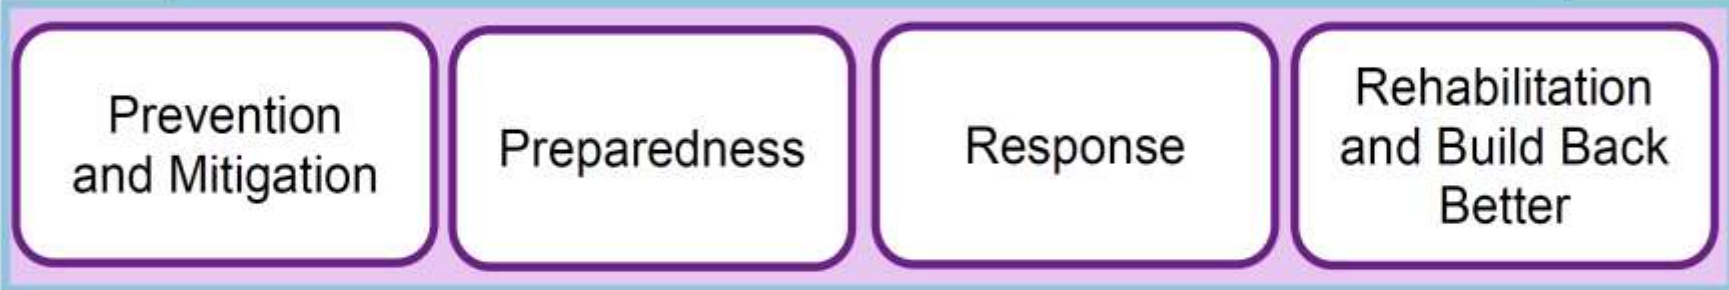 Prevention
and Mitigation
Preparedness
Response
Rehabilitation
and Build Back
Better